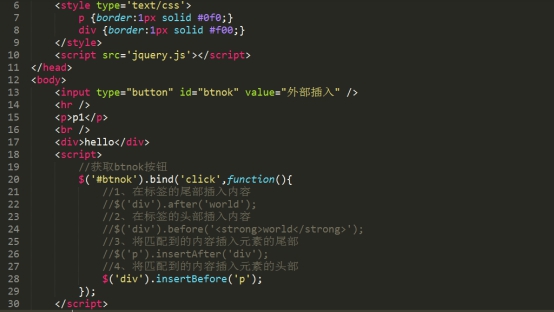 6 <style type='text/css'>
7 p {border:1px solid #0f0;}
8 div {border:1px solid #f00;}
9 </style>
10 <script src='jquery.js'></script>
11 </head>
12 <body>
13 <input type="button" id="btnok" value="外部插入" />
14 <hr />
15 <p>p1</p>
16 <br />
17 <div>hello</div>
18 <script>
19 //获取btnok按钮
20 $('#btnok').bind('click',function(){
21 //1、在标签的尾部插入内容
22 //$('div').after('world');
23 //2、在标签的头部插入内容
24 //$('div').before('<strong>world</strong>');
25 //3、将匹配到的内容插入元素的尾部
26 //$('p').insertAfter('div');
27 //4、将匹配到的内容插入元素的头部
28 $('div').insertBefore('p');
29 });
30 </script>